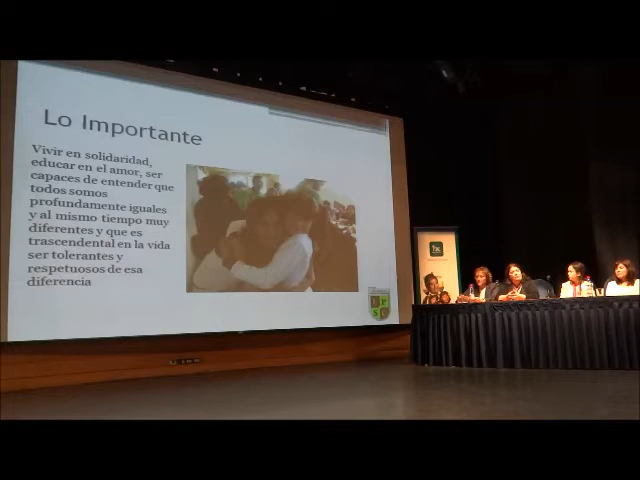 Lo Importante
Vivir en solidaridad,
educar en el amor, ser
capaces de entender que
todos somos
profundamente iguales
y al mismo tiempo muy
diferentes y que es
trascendental en la vida
ser tolerantes y
respetuosos de esa
diferencia